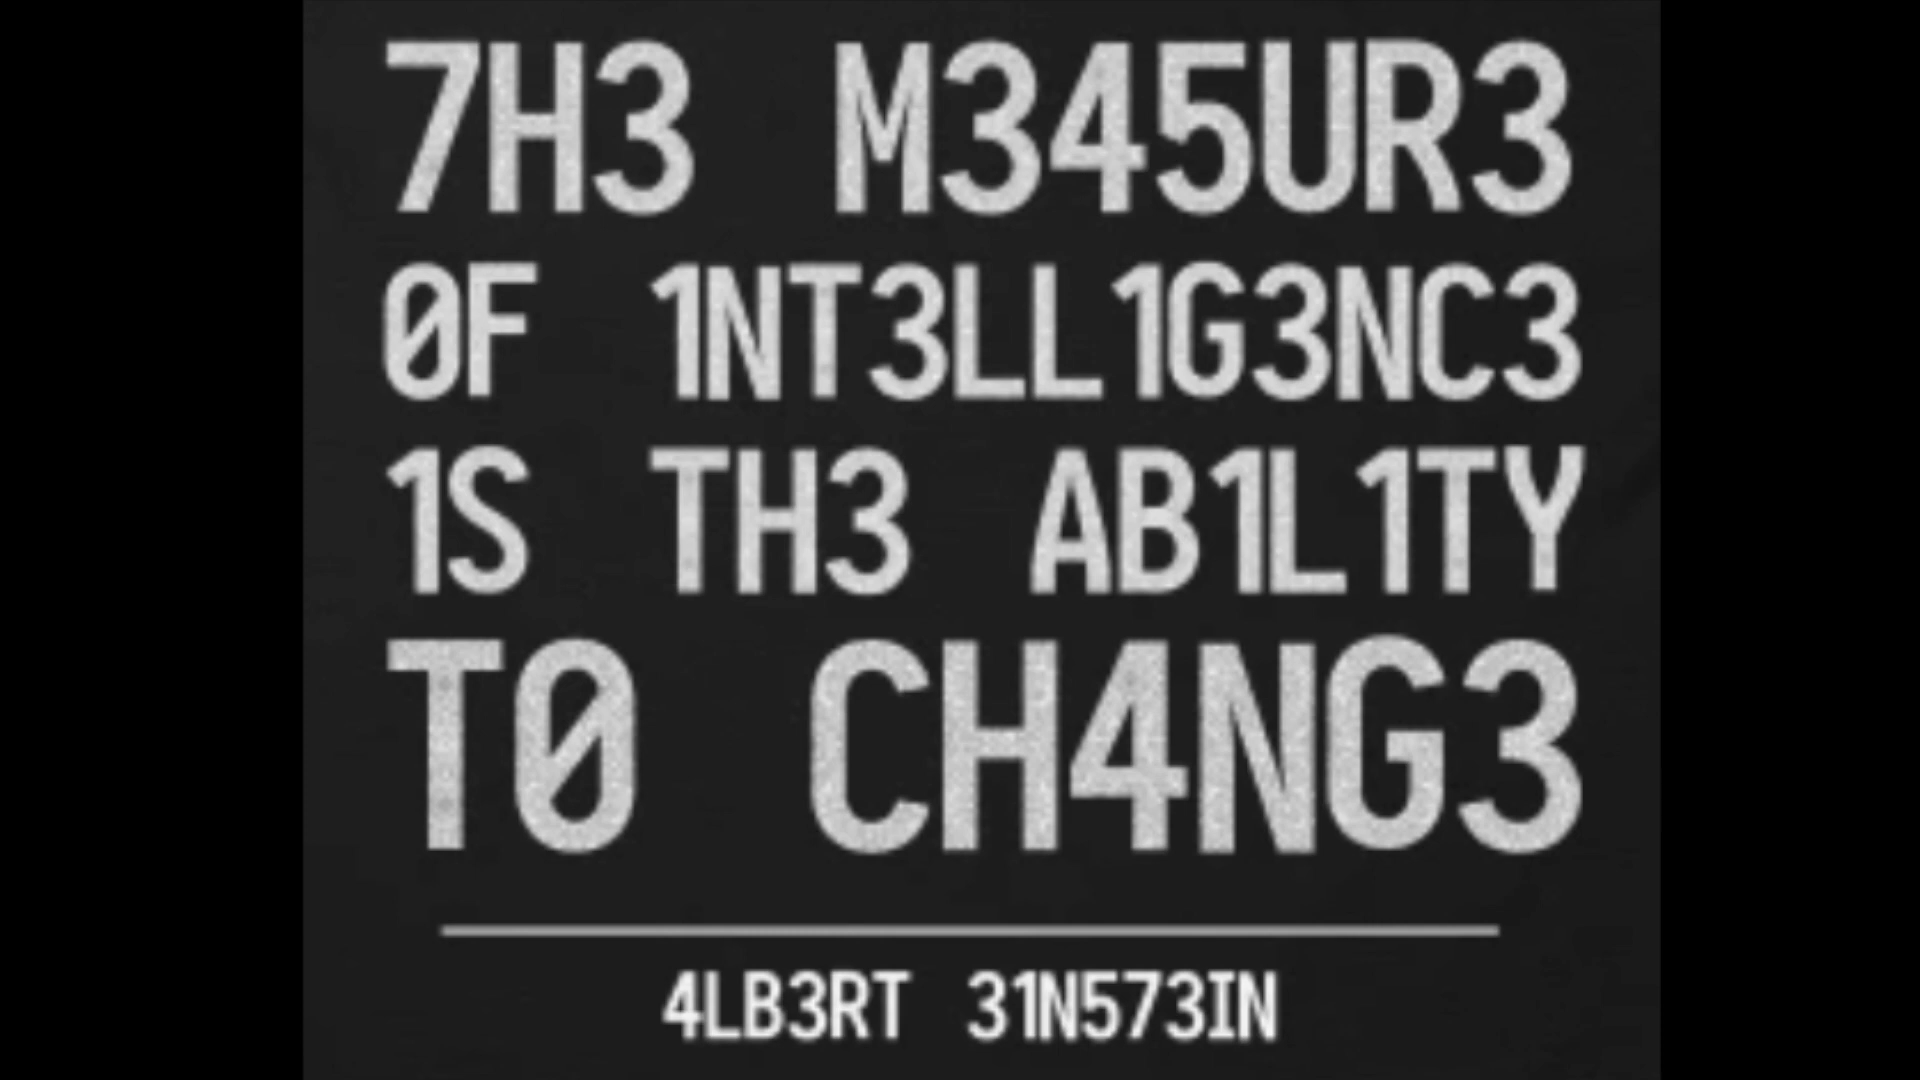 7H3 M345UR3
0F 1NT3LL1G3NC3
1S TH3 AB1L1TY
T0 CH4NG3
4LB3RT 31N573IN